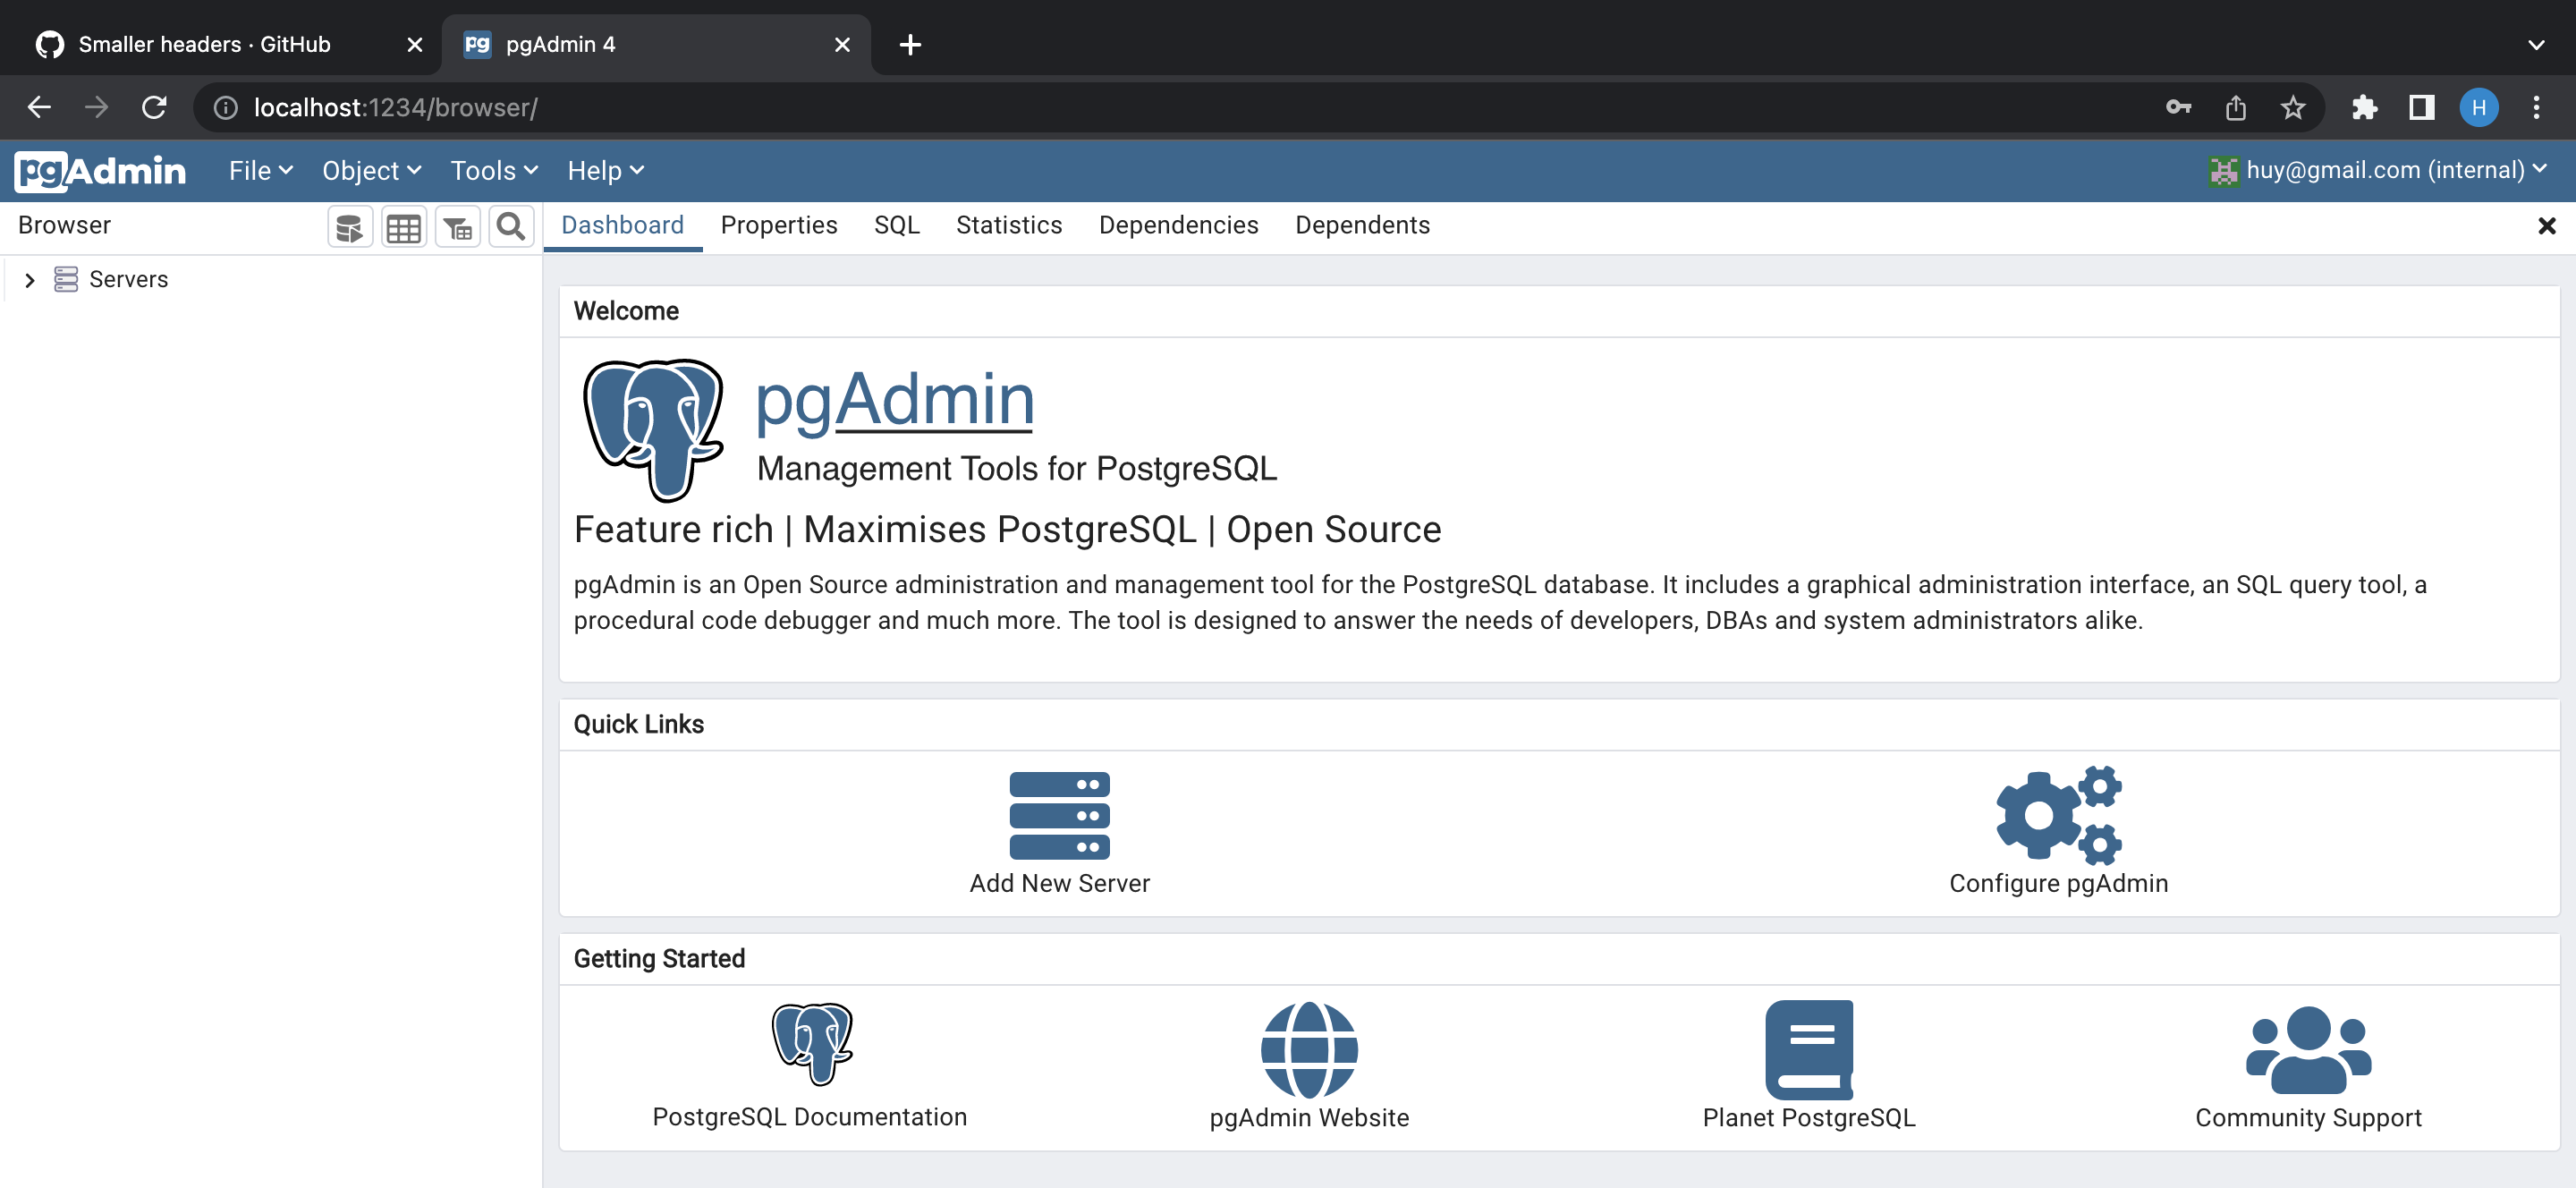 Smaller headers · GitHub
pgAdmin 4
localhost:1234/browser/
H
pgAdmin File Object Tools Help huy@gmail.com (internal)
Browser
Dashboard Properties SQL Statistics Dependencies Dependents
Servers
Welcome
pgAdmin
Management Tools for PostgreSQL
Feature rich | Maximises PostgreSQL | Open Source
pgAdmin is an Open Source administration and management tool for the PostgreSQL database. It includes a graphical administration interface, an SQL query tool, a
procedural code debugger and much more. The tool is designed to answer the needs of developers, DBAs and system administrators alike.
Quick Links
Add New Server
Configure pgAdmin
Getting Started
PostgreSQL Documentation
pgAdmin Website
Planet PostgreSQL
Community Support